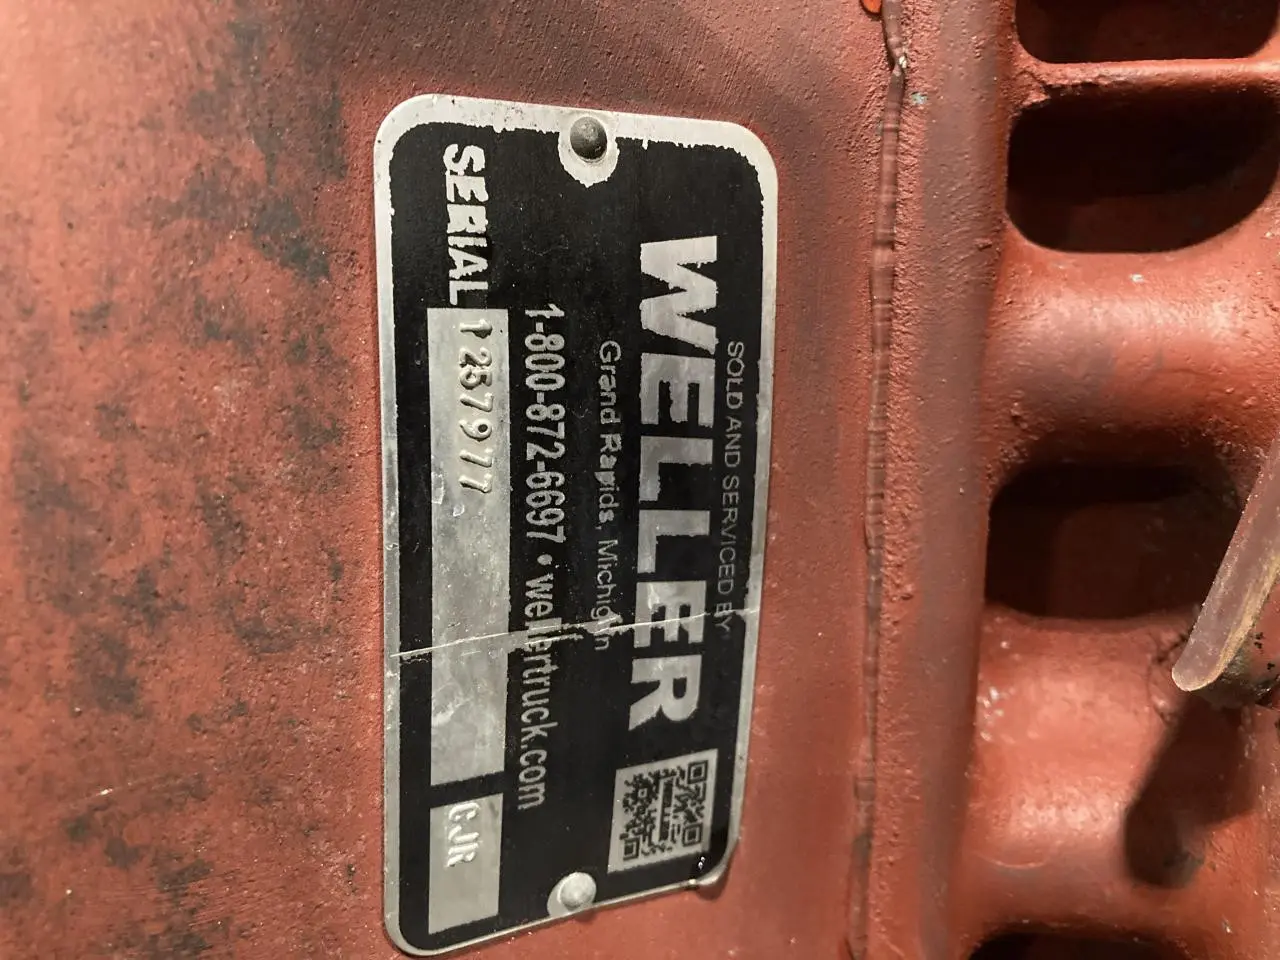 SOLD AND SERVICED BY
WELLER
Grand Rapids, Michigan
1-800-872-6697 • wellertruck.com
SERIAL 1257977 CJR